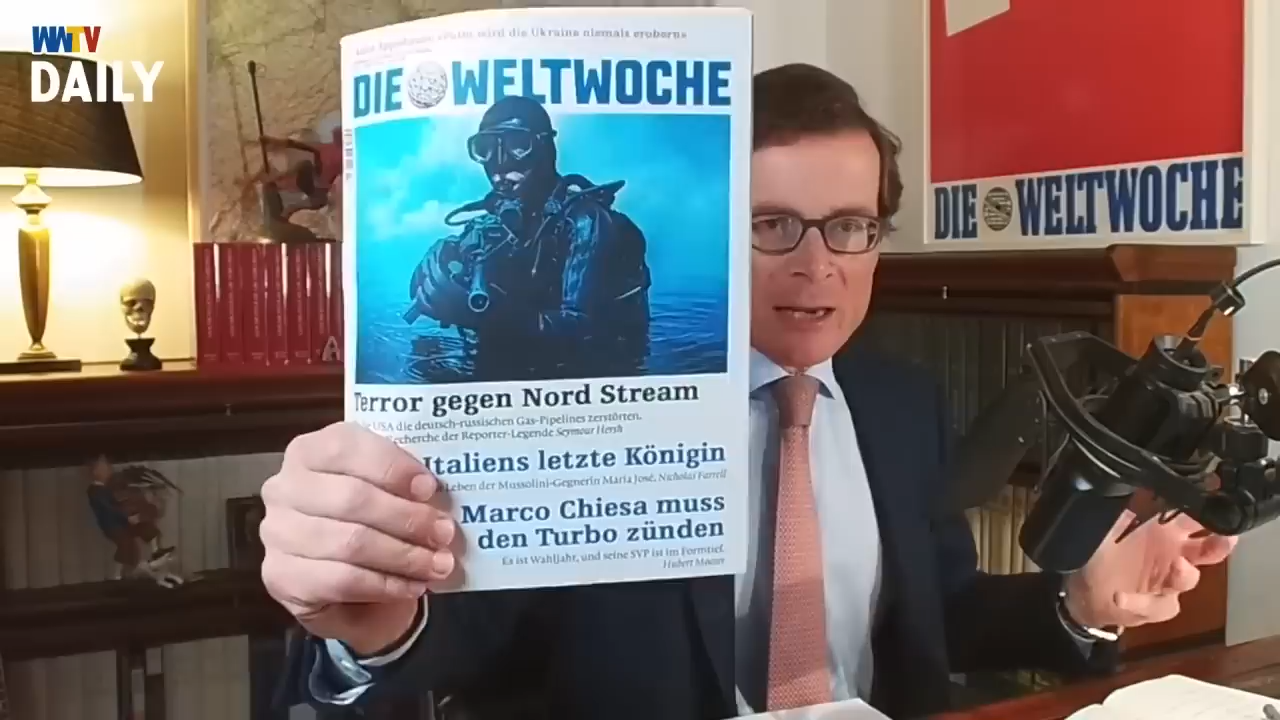 WWTV
DAILY
wird die Ukraine niemals erobern»
DIE WELTWOCHE
Terror gegen Nord Stream
USA die deutsch-russischen Gas-Pipelines zerstörten.
echerche der Reporter-Legende Seymour Hersh
Italiens letzte Königin
Leben der Mussolini-Gegnerin Maria José. Nicholas Farrell
Marco Chiesa muss
den Turbo zünden
Es ist Wahljahr, und seine SVP ist im Formtief.
Hubert Mooser
DIE WELTWOCHE